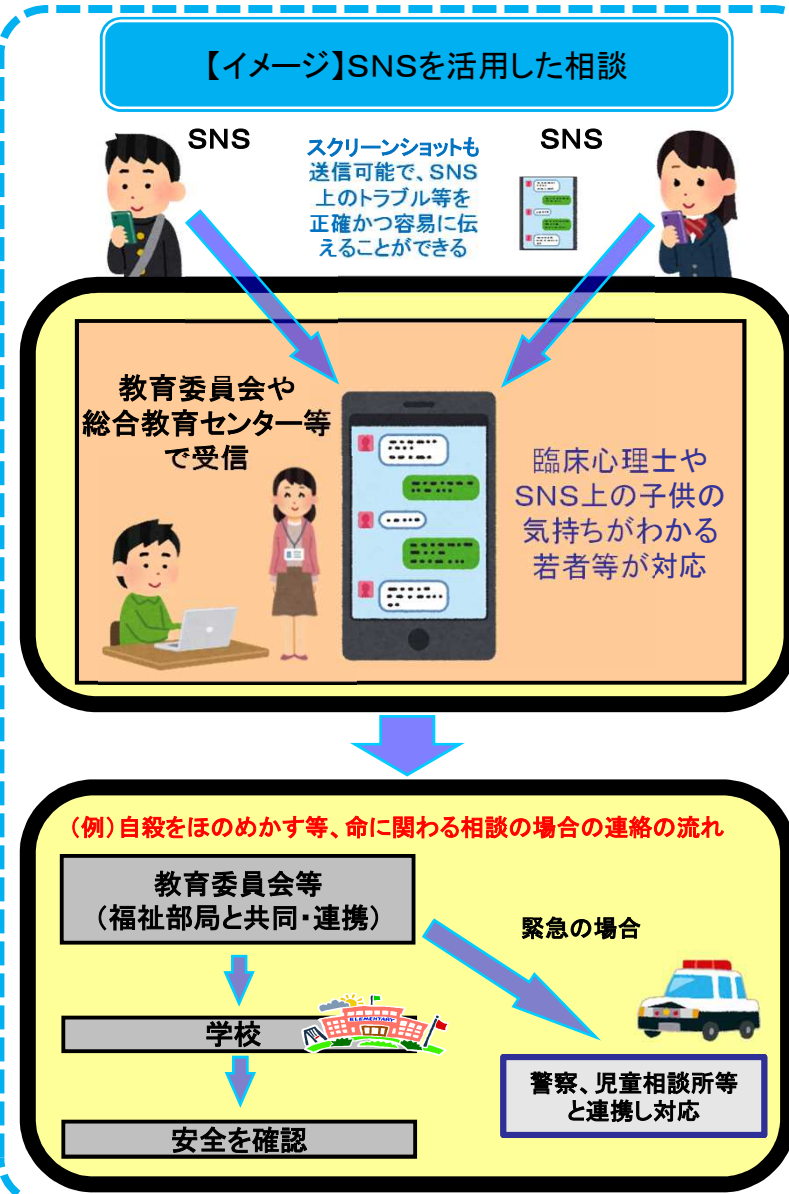 【イメージ】SNSを活用した相談
SNS
スクリーンショットも
送信可能で、SNS
上のトラブル等を
正確かつ容易に伝
えることができる
SNS
教育委員会や
総合教育センター等
で受信
臨床心理士や
SNS上の子供の
気持ちがわかる
若者等が対応
（例）自殺をほのめかす等、命に関わる相談の場合の連絡の流れ
教育委員会等
（福祉部局と共同・連携）
緊急の場合
学校
ELEMENTARY
警察、児童相談所等
と連携し対応
安全を確認